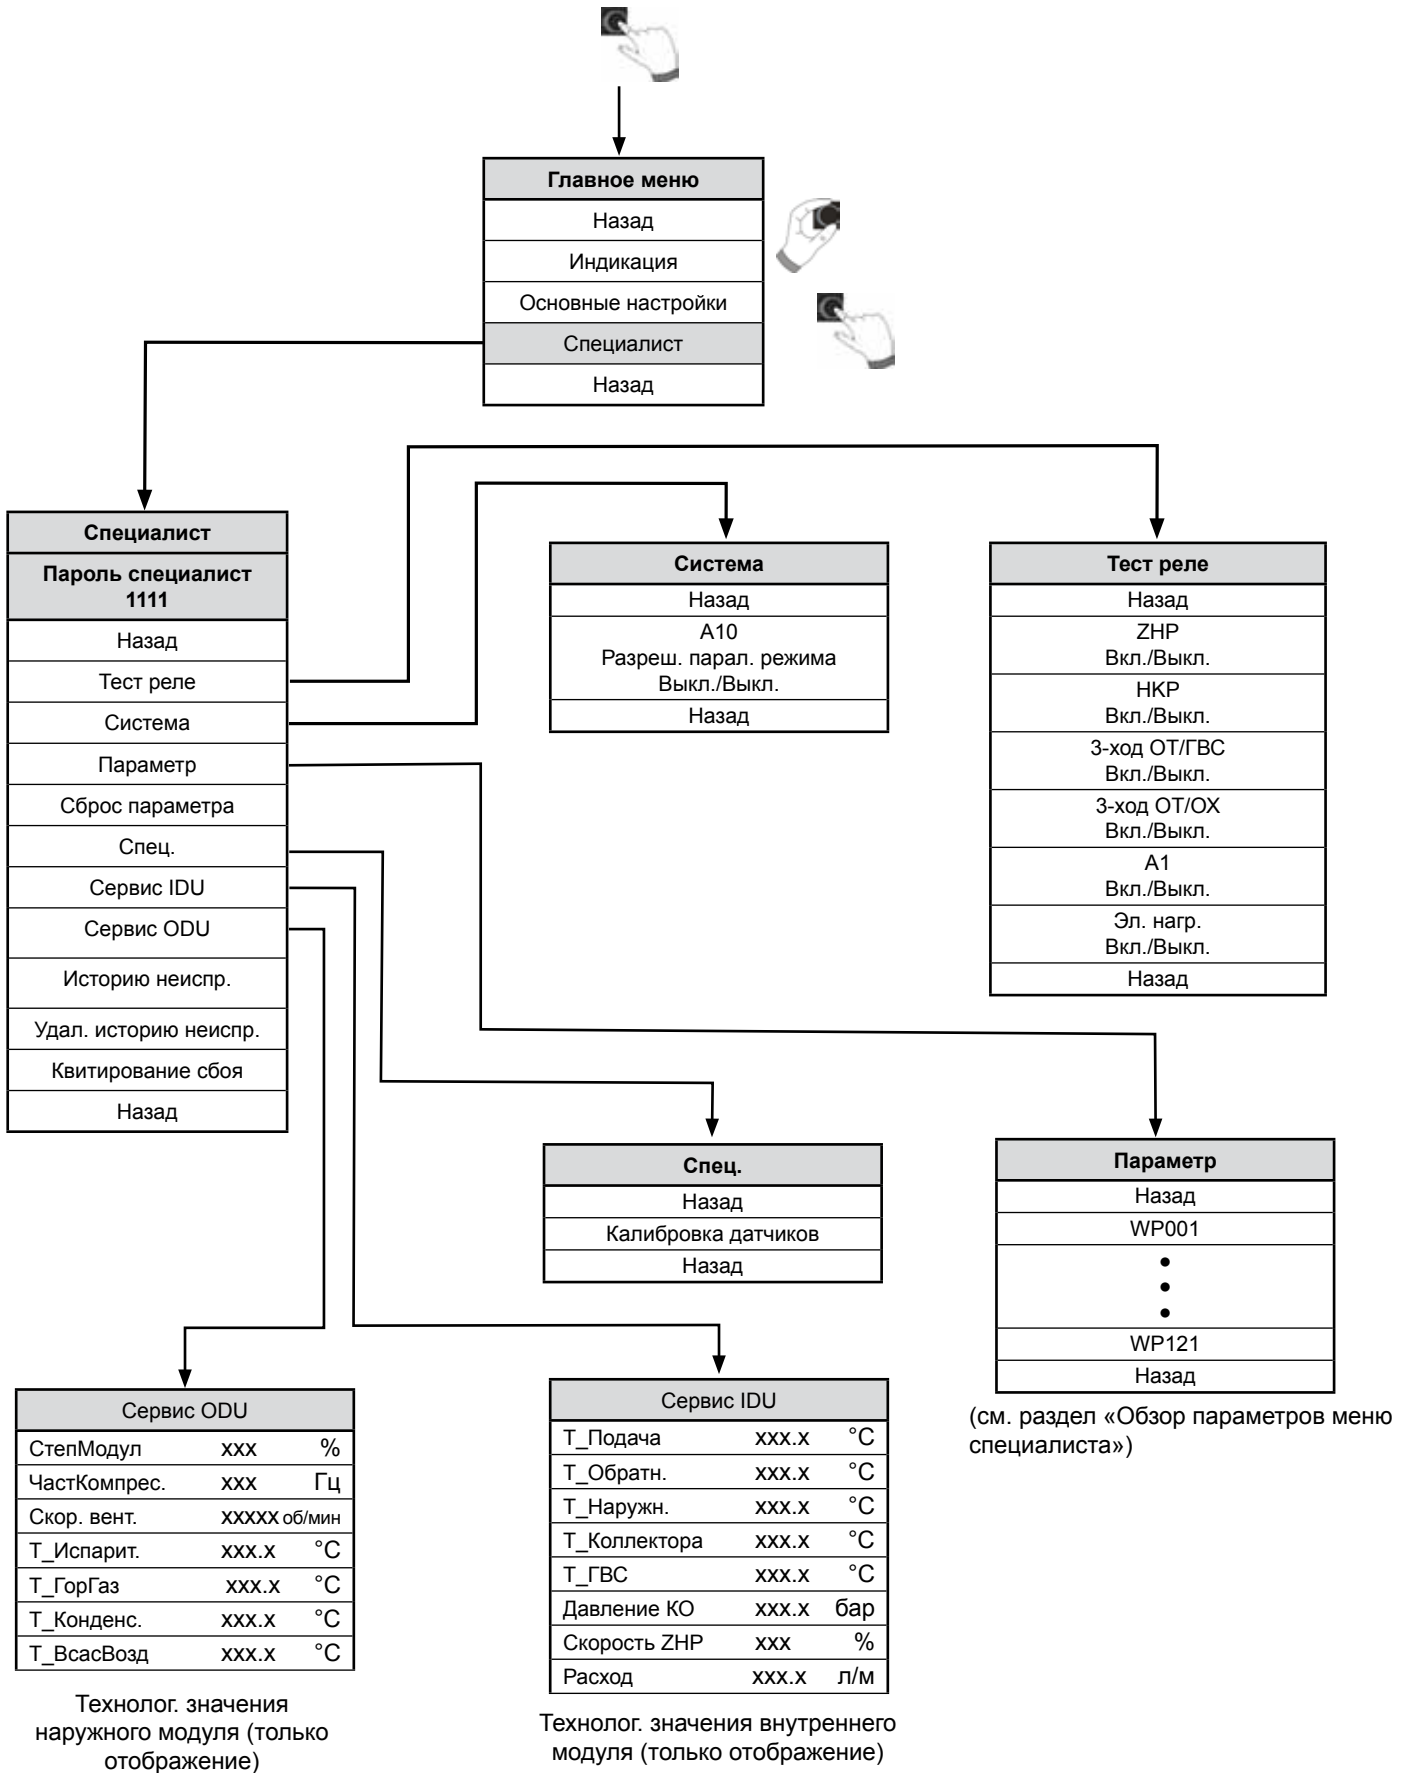 Главное меню
Назад
Индикация
Основные настройки
Специалист
Назад
Специалист
Пароль специалист
1111
Назад
Тест реле
Система
Параметр
Сброс параметра
Спец.
Сервис IDU
Сервис ODU
Историю неиспр.
Удал. историю неиспр.
Квитирование сбоя
Назад
Система
Назад
A10
Разреш. парал. режима
Выкл./Выкл.
Назад
Тест реле
Назад
ZHP
Вкл./Выкл.
HKP
Вкл./Выкл.
3-ход ОТ/ГВС
Вкл./Выкл.
3-ход ОТ/ОХ
Вкл./Выкл.
A1
Вкл./Выкл.
Эл. нагр.
Вкл./Выкл.
Назад
Спец.
Назад
Калибровка датчиков
Назад
Параметр
Назад
WP001
•
•
•
WP121
Назад
(см. раздел «Обзор параметров меню
специалиста»)
Сервис ODU
СтепМодул xxx %
ЧастКомпрес. xxx Гц
Скор. вент. xxxxx об/мин
Т_Испарит. xxx.x °C
Т_ГорГаз xxx.x °C
Т_Конденс. xxx.x °C
Т_ВсасВозд xxx.x °C
Технолог. значения
наружного модуля (только
отображение)
Сервис IDU
Т_Подача xxx.x °C
Т_Обратн. xxx.x °C
Т_Наружн. xxx.x °C
Т_Коллектора xxx.x °C
Т_ГВС xxx.x °C
Давление КО xxx.x бар
Скорость ZHP xxx %
Расход xxx.x л/м
Технолог. значения внутреннего
модуля (только отображение)